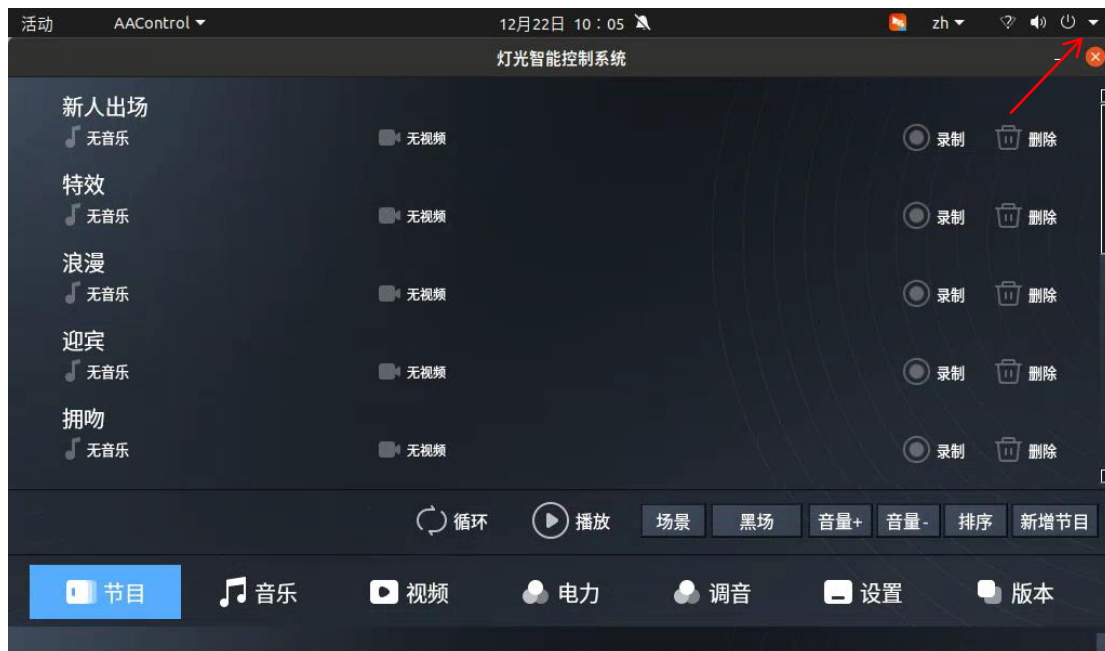 活动 AAControl 12月22日 10：05 zh
灯光智能控制系统
新人出场
无音乐 无视频 录制 删除
特效
无音乐 无视频 录制 删除
浪漫
无音乐 无视频 录制 删除
迎宾
无音乐 无视频 录制 删除
拥吻
无音乐 无视频 录制 删除
循环 播放 场景 黑场 音量+ 音量- 排序 新增节目
节目 音乐 视频 电力 调音 设置 版本